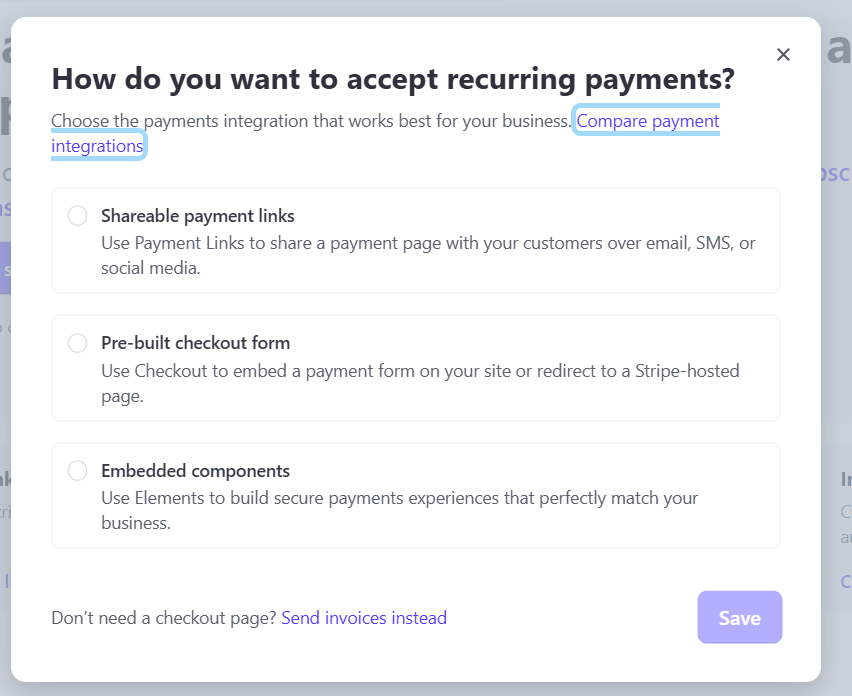 How do you want to accept recurring payments?
Choose the payments integration that works best for your business. Compare payment
integrations
Shareable payment links
Use Payment Links to share a payment page with your customers over email, SMS, or
social media.
Pre-built checkout form
Use Checkout to embed a payment form on your site or redirect to a Stripe-hosted
page.
Embedded components
Use Elements to build secure payments experiences that perfectly match your
business.
Don’t need a checkout page? Send invoices instead
Save